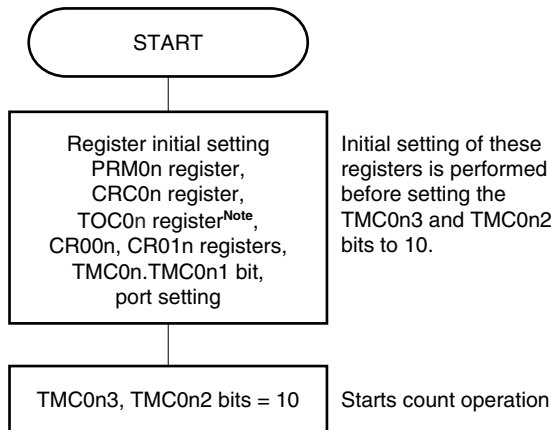 START
Register initial setting
PRM0n register,
CRC0n register,
TOC0n registerNote,
CR00n, CR01n registers,
TMC0n.TMC0n1 bit,
port setting
Initial setting of these
registers is performed
before setting the
TMC0n3 and TMC0n2
bits to 10.
TMC0n3, TMC0n2 bits = 10
Starts count operation